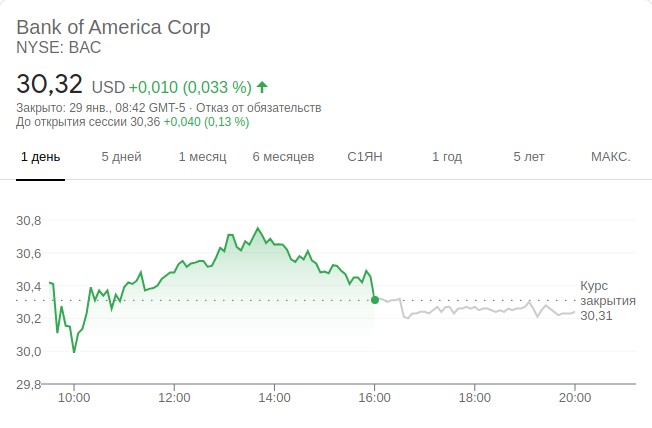 Bank of America Corp
NYSE: BAC
30,32 USD +0,010 (0,033 %)
Закрыто: 29 янв., 08:42 GMT-5 · Отказ от обязательств
До открытия сессии 30,36 +0,040 (0,13 %)
1 день 5 дней 1 месяц 6 месяцев С1ЯН 1 год 5 лет МАКС.
30,8
30,6
30,4
30,2
30,0
29,8
Курс
закрытия
30,31
10:00 12:00 14:00 16:00 18:00 20:00